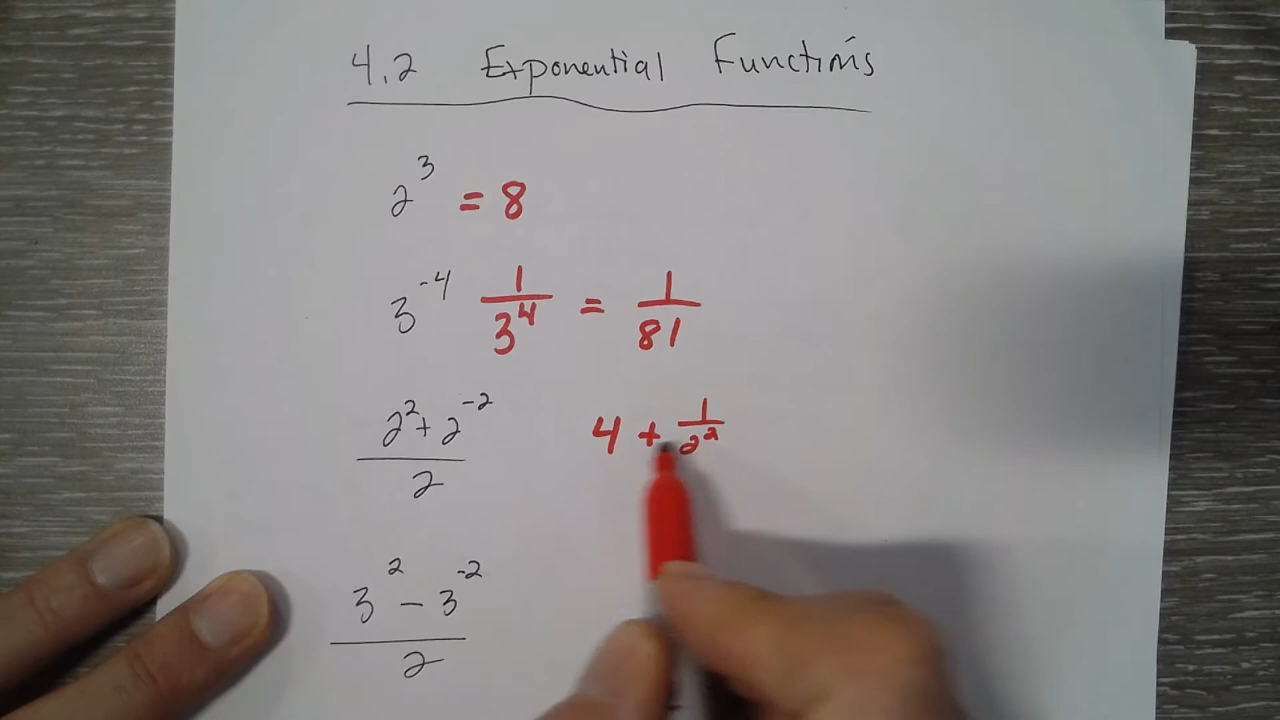 4.2 Exponential Functions
2³ = 8
3⁻⁴ 1/3⁴ = 1/81
(2² + 2⁻²)/2 4 + 1/2²
(3² - 3⁻²)/2